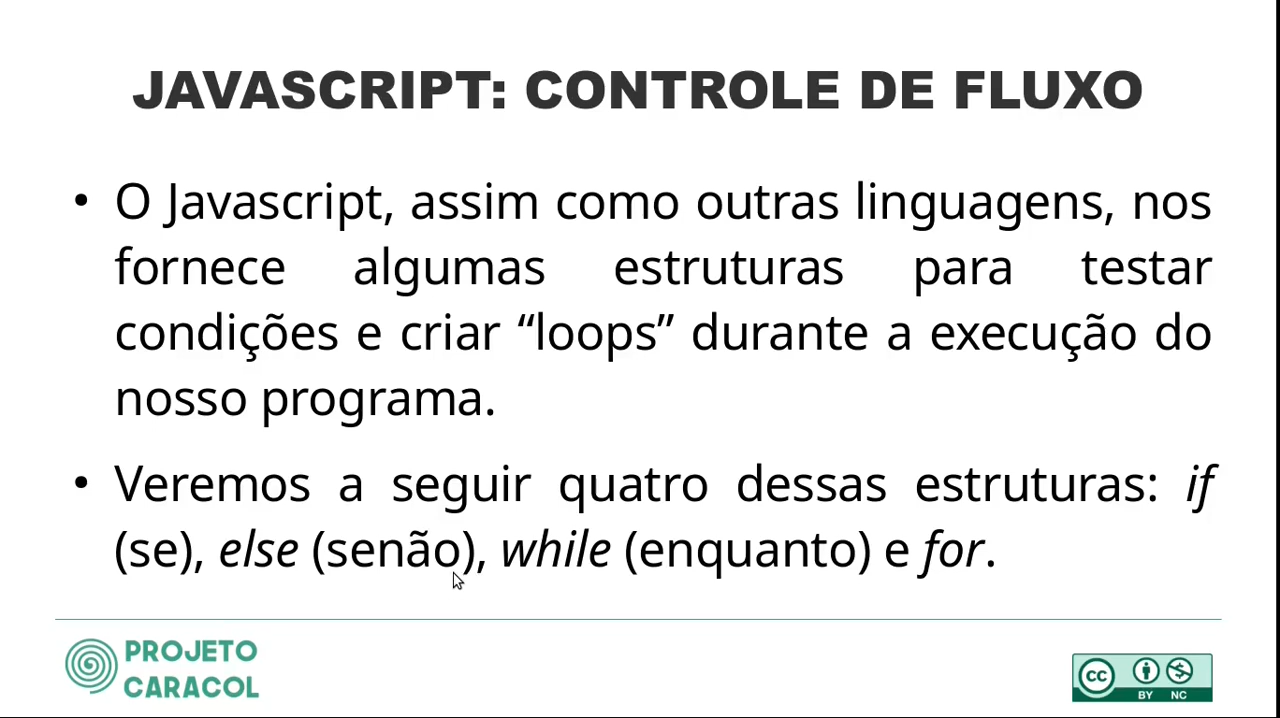 JAVASCRIPT: CONTROLE DE FLUXO
• O Javascript, assim como outras linguagens, nos
fornece algumas estruturas para testar
condições e criar “loops” durante a execução do
nosso programa.
• Veremos a seguir quatro dessas estruturas: if
(se), else (senão), while (enquanto) e for.
PROJETO
CARACOL
cc
BY NC